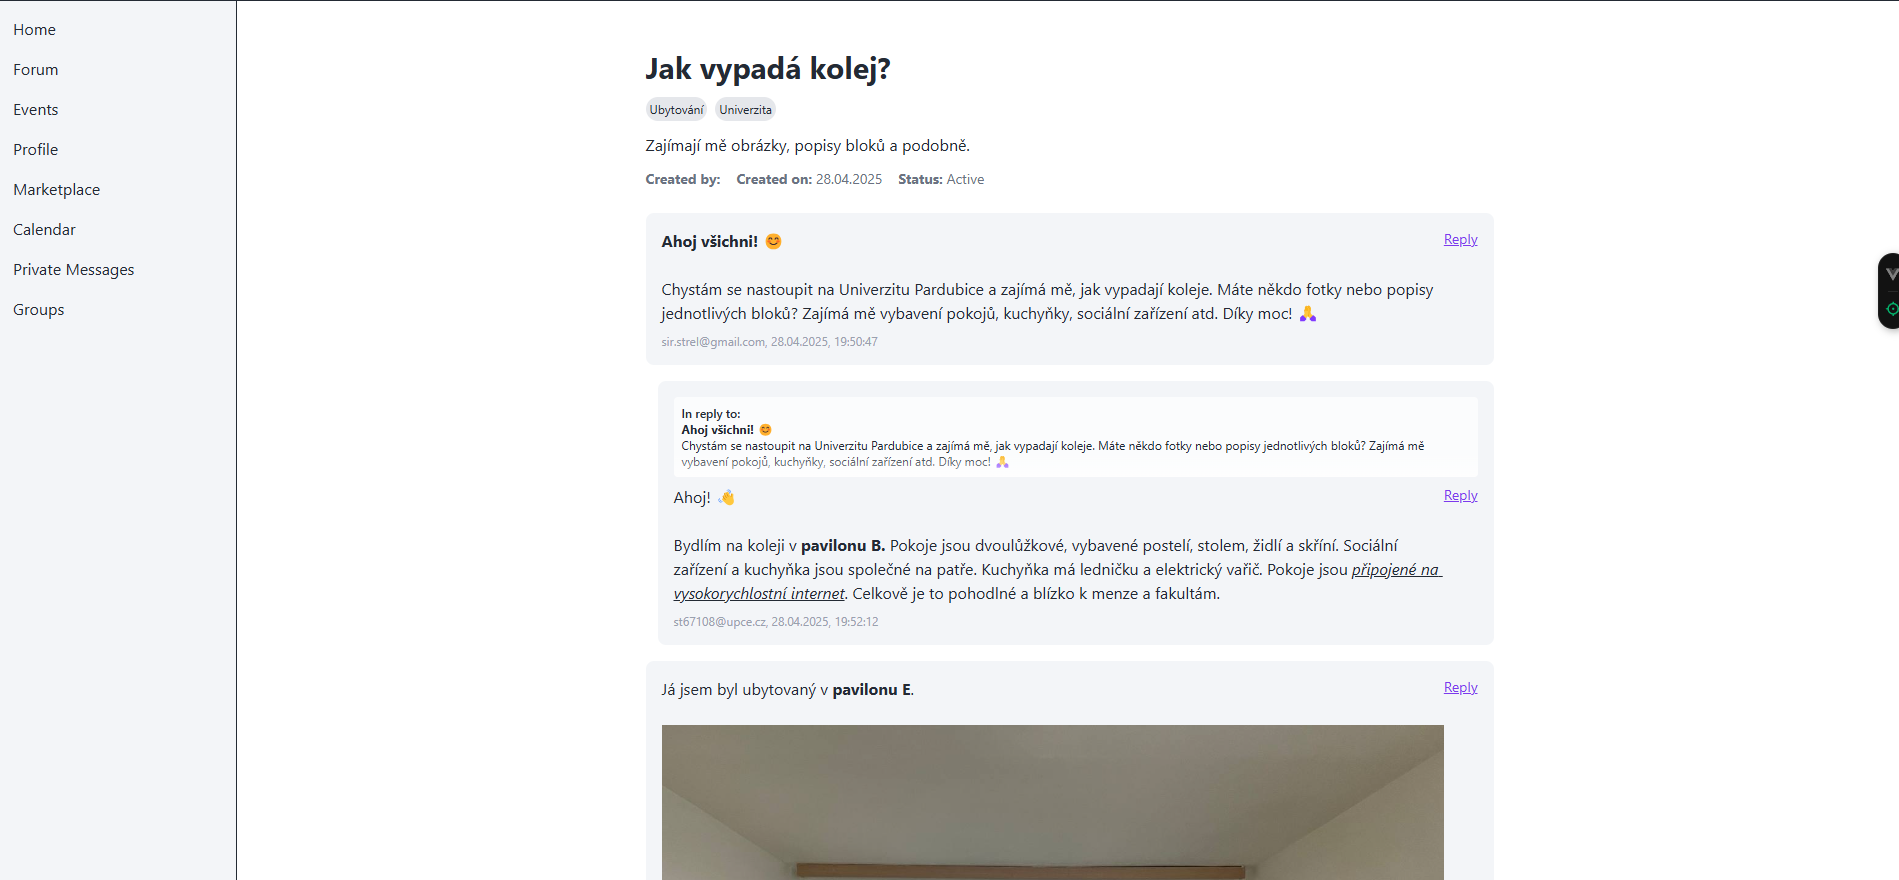 Home
Forum
Events
Profile
Marketplace
Calendar
Private Messages
Groups
Jak vypadá kolej?
Ubytování Univerzita
Zajímají mě obrázky, popisy bloků a podobně.
Created by: Created on: 28.04.2025 Status: Active
Ahoj všichni! 😊 Reply
Chystám se nastoupit na Univerzitu Pardubice a zajímá mě, jak vypadají koleje. Máte někdo fotky nebo popisy
jednotlivých bloků? Zajímá mě vybavení pokojů, kuchyňky, sociální zařízení atd. Díky moc! 🙏
sir.strel@gmail.com, 28.04.2025, 19:50:47
In reply to:
Ahoj všichni! 😊
Chystám se nastoupit na Univerzitu Pardubice a zajímá mě, jak vypadají koleje. Máte někdo fotky nebo popisy jednotlivých bloků? Zajímá mě
vybavení pokojů, kuchyňky, sociální zařízení atd. Díky moc! 🙏
Ahoj! 👋 Reply
Bydlím na koleji v pavilonu B. Pokoje jsou dvoulůžkové, vybavené postelí, stolem, židlí a skříní. Sociální
zařízení a kuchyňka jsou společné na patře. Kuchyňka má ledničku a elektrický vařič. Pokoje jsou připojené na
vysokorychlostní internet. Celkově je to pohodlné a blízko k menze a fakultám.
st67108@upce.cz, 28.04.2025, 19:52:12
Já jsem byl ubytovaný v pavilonu E. Reply